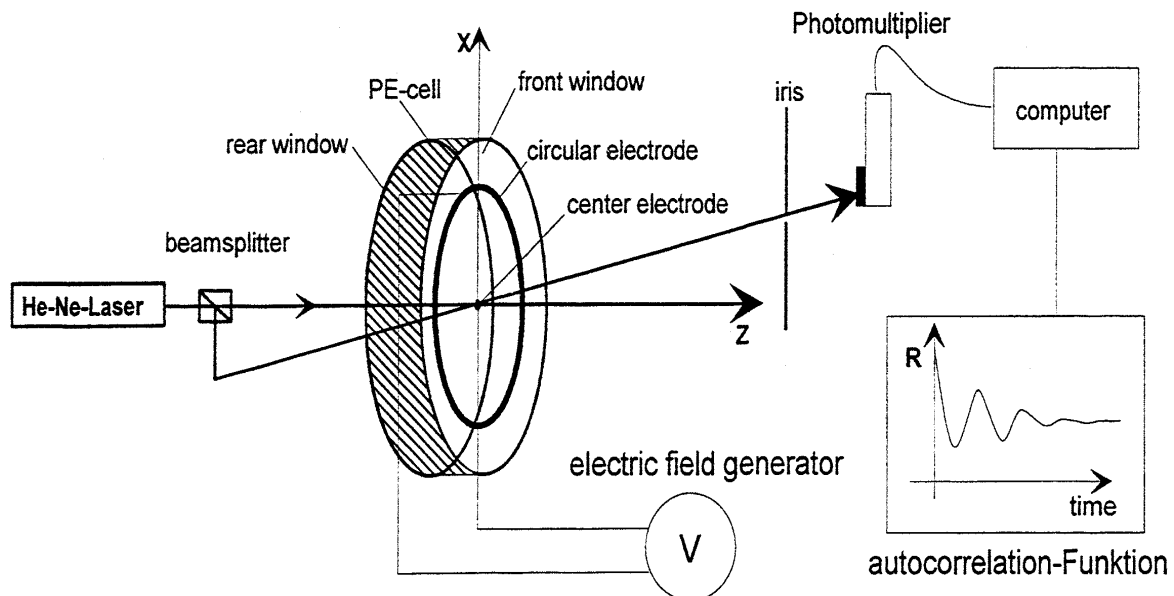 Photomultiplier
X
front window
PE-cell
iris
computer
rear window
circular electrode
center electrode
beamsplitter
He-Ne-Laser
Z
R
electric field generator
time
V
autocorrelation-Funktion